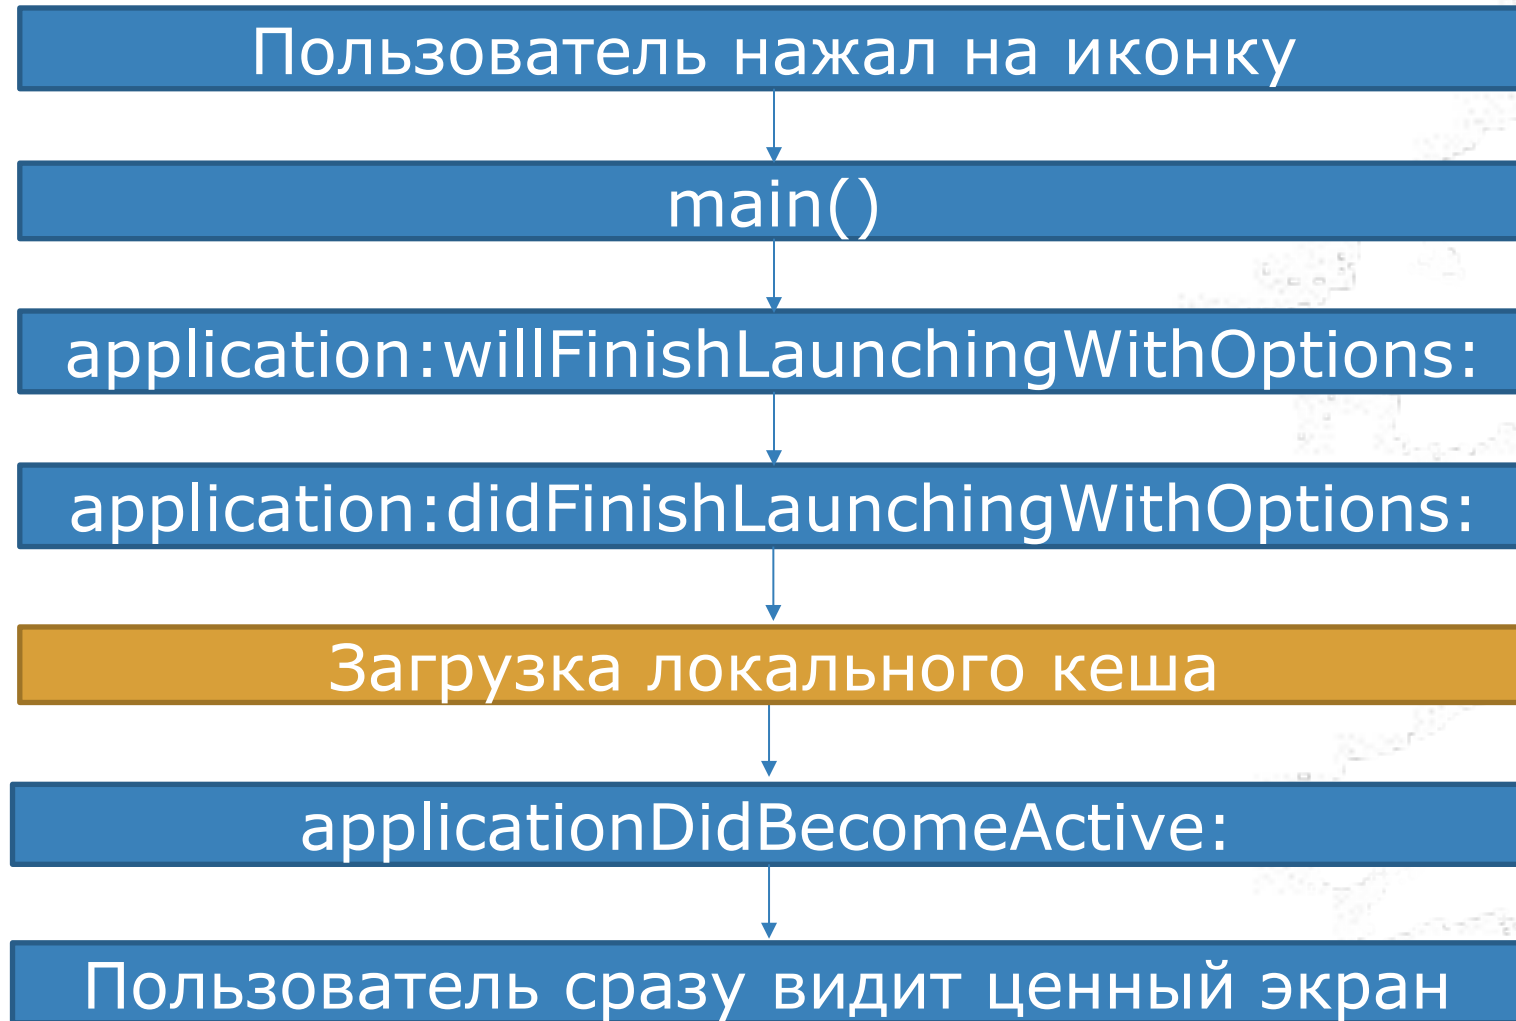 Пользователь нажал на иконку
main()
application:willFinishLaunchingWithOptions:
application:didFinishLaunchingWithOptions:
Загрузка локального кеша
applicationDidBecomeActive:
Пользователь сразу видит ценный экран